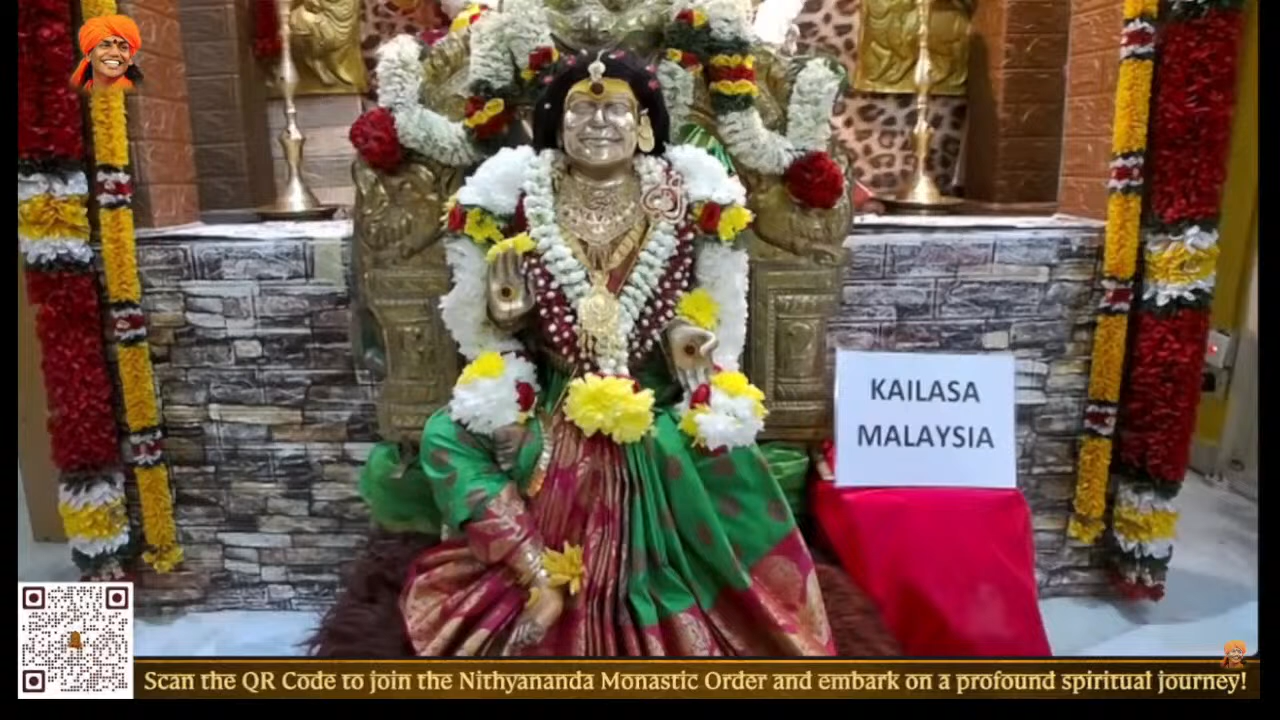 KAILASA
MALAYSIA
Scan the QR Code to join the Nithyananda Monastic Order and embark on a profound spiritual journey!